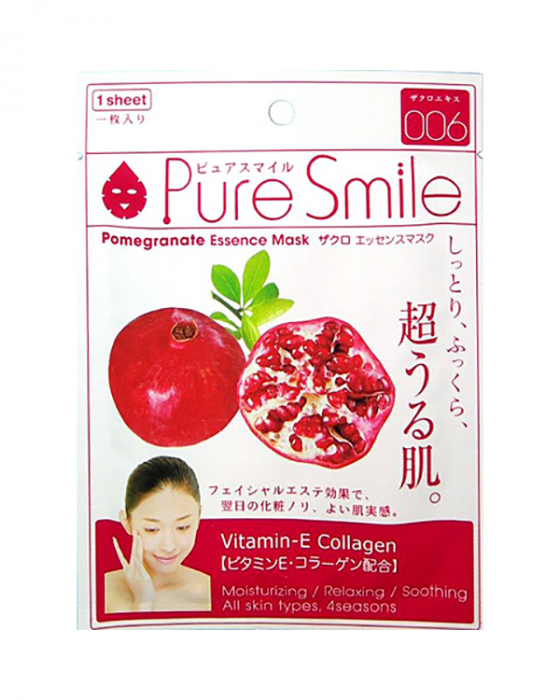 1 sheet
一枚入り
ザクロエキス
006
ピュアスマイル
Pure Smile
Pomegranate Essence Mask ザクロ エッセンスマスク
しっとり、ふっくら、
超うる肌。
フェイシャルエステ効果で、
翌日の化粧ノリ、よい肌実感。
Vitamin-E Collagen
【ビタミンE・コラーゲン配合】
Moisturizing / Relaxing / Soothing
All skin types, 4seasons